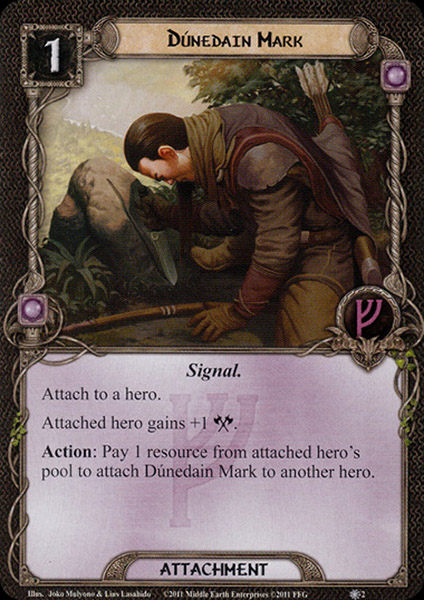 1
DÚNEDAIN MARK
Signal.
Attach to a hero.
Attached hero gains +1 .
Action: Pay 1 resource from attached hero's
pool to attach Dúnedain Mark to another hero.
ATTACHMENT
Illus. Joko Mulyono & Lius Lasahido ©2011 Middle Earth Enterprises ©2011 FFG 2